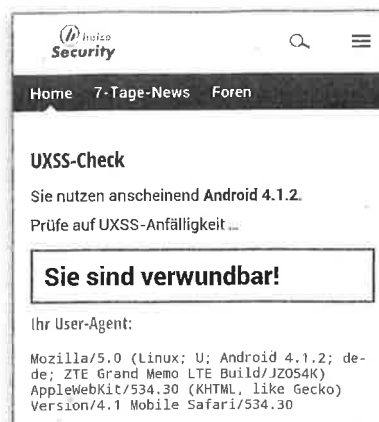 heise
Security
Home 7-Tage-News Foren
UXSS-Check
Sie nutzen anscheinend Android 4.1.2.
Prüfe auf UXSS-Anfälligkeit ...
Sie sind verwundbar!
Ihr User-Agent:
Mozilla/5.0 (Linux; U; Android 4.1.2; de-
de; ZTE Grand Memo LTE Build/JZO54K)
AppleWebKit/534.30 (KHTML, like Gecko)
Version/4.1 Mobile Safari/534.30